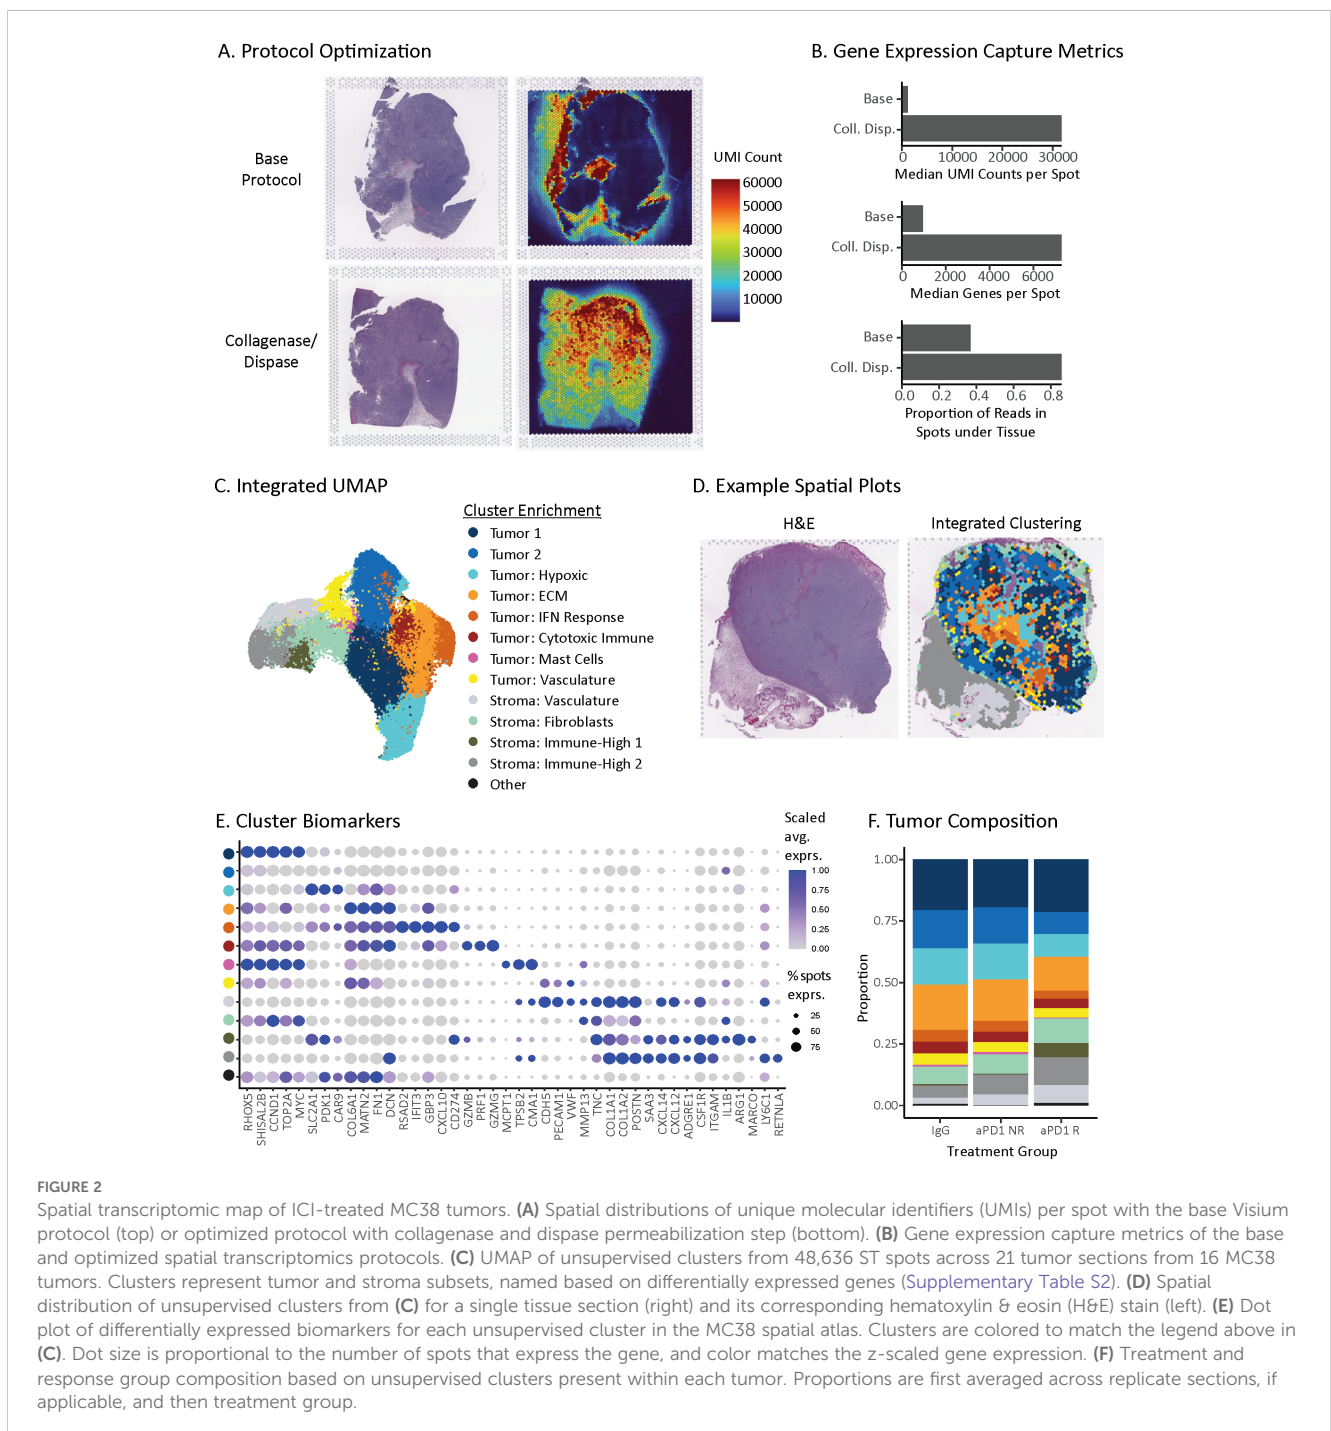 A. Protocol Optimization
Base
Protocol
Collagenase/
Dispase
UMI Count
60000
50000
40000
30000
20000
10000
B. Gene Expression Capture Metrics
Base
Coll. Disp.
0 10000 20000 30000
Median UMI Counts per Spot
Base
Coll. Disp.
0 2000 4000 6000
Median Genes per Spot
Base
Coll. Disp.
0.0 0.2 0.4 0.6 0.8
Proportion of Reads in
Spots under Tissue
C. Integrated UMAP
Cluster Enrichment
Tumor 1
Tumor 2
Tumor: Hypoxic
Tumor: ECM
Tumor: IFN Response
Tumor: Cytotoxic Immune
Tumor: Mast Cells
Tumor: Vasculature
Stroma: Vasculature
Stroma: Fibroblasts
Stroma: Immune-High 1
Stroma: Immune-High 2
Other
D. Example Spatial Plots
H&E
Integrated Clustering
E. Cluster Biomarkers
Scaled
avg.
exprs.
1.00
0.75
0.50
0.25
0.00
% spots
exprs.
25
50
75
RHOX5
SHISAL2B
CCND1
TOP2A
MYC
SLC2A1
PDK1
CAR9
COL6A1
MATN2
FN1
DCN
RSAD2
IFIT3
GBP3
CXCL10
CD274
GZMB
PRF1
GZMG
MCPT1
TPSB2
CMA1
CDH5
PECAM1
VWF
MMP13
TNC
COL1A1
COL1A2
POSTN
SAA3
CXCL14
CXCL12
ADGRE1
CSF1R
ITGAM
IL1B
ARG1
MARCO
LY6C1
RETNLA
F. Tumor Composition
Proportion
1.00
0.75
0.50
0.25
0.00
IgG aPD1 NR aPD1 R
Treatment Group
FIGURE 2
Spatial transcriptomic map of ICI-treated MC38 tumors. (A) Spatial distributions of unique molecular identifiers (UMIs) per spot with the base Visium
protocol (top) or optimized protocol with collagenase and dispase permeabilization step (bottom). (B) Gene expression capture metrics of the base
and optimized spatial transcriptomics protocols. (C) UMAP of unsupervised clusters from 48,636 ST spots across 21 tumor sections from 16 MC38
tumors. Clusters represent tumor and stroma subsets, named based on differentially expressed genes (Supplementary Table S2). (D) Spatial
distribution of unsupervised clusters from (C) for a single tissue section (right) and its corresponding hematoxylin & eosin (H&E) stain (left). (E) Dot
plot of differentially expressed biomarkers for each unsupervised cluster in the MC38 spatial atlas. Clusters are colored to match the legend above in
(C). Dot size is proportional to the number of spots that express the gene, and color matches the z-scaled gene expression. (F) Treatment and
response group composition based on unsupervised clusters present within each tumor. Proportions are first averaged across replicate sections, if
applicable, and then treatment group.